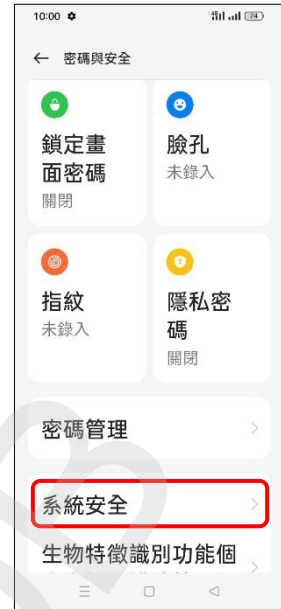 10:00
24
← 密碼與安全
鎖定畫
面密碼
關閉
臉孔
未錄入
指紋
未錄入
隱私密
碼
關閉
密碼管理
系統安全
生物特徵識別功能個